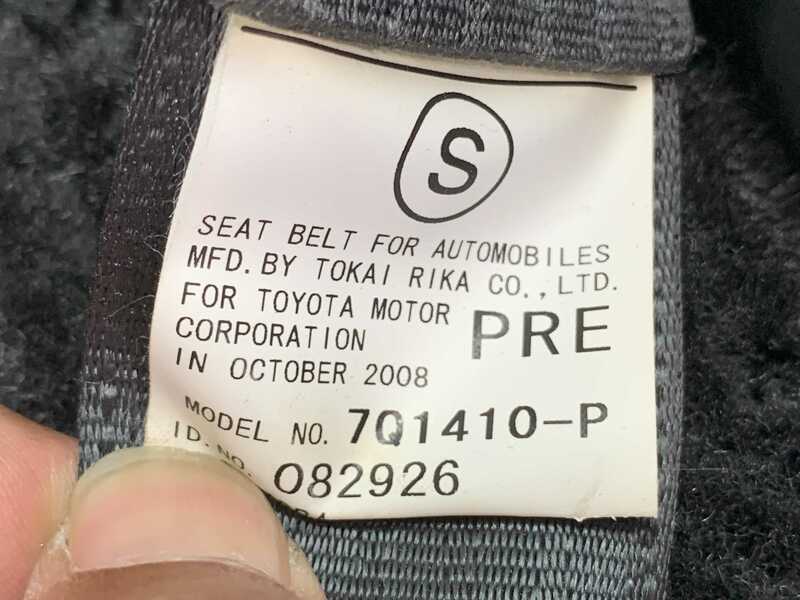 S
SEAT BELT FOR AUTOMOBILES
MFD. BY TOKAI RIKA CO., LTD.
FOR TOYOTA MOTOR
CORPORATION
PRE
IN OCTOBER 2008
MODEL NO. 7Q1410-P
ID. NO. 082926